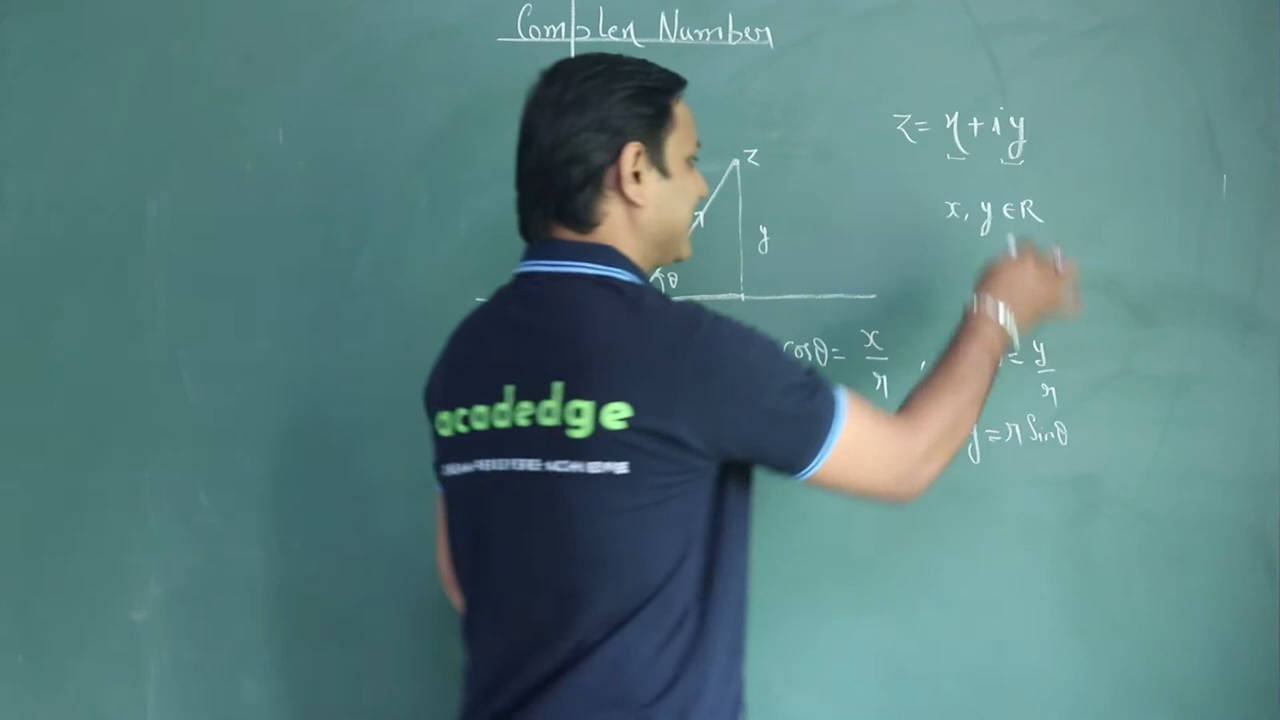 Complex Number
z = x + iy
z
x, y ∈ R
y
r
θ
cosθ = x/r , = y/r
y = r Sinθ
acadedge